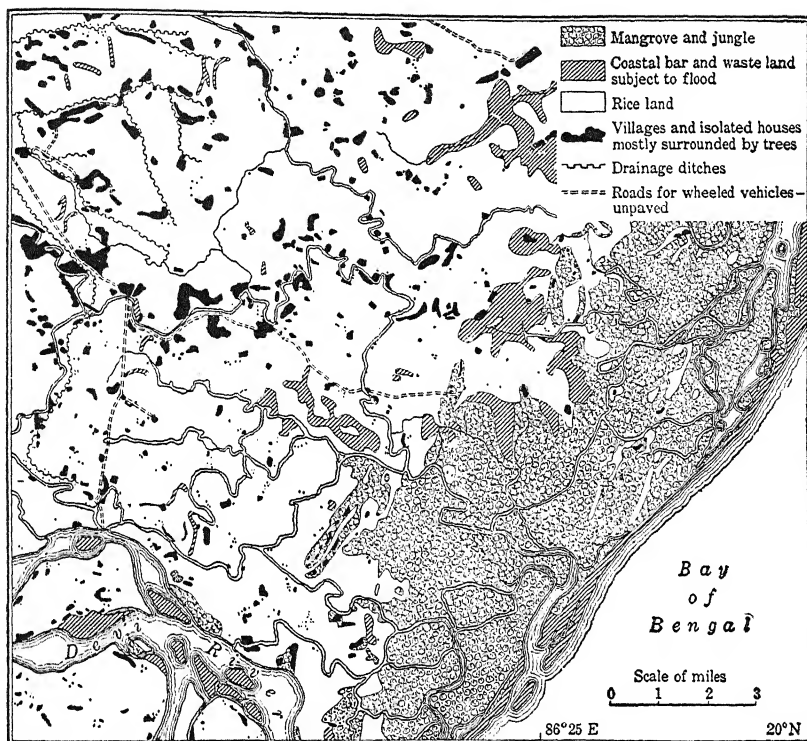 Mangrove and jungle
Coastal bar and waste land
subject to flood
Rice land
Villages and isolated houses
mostly surrounded by trees
Drainage ditches
Roads for wheeled vehicles—
unpaved
Bay
of
Bengal
Devi River
Scale of miles
0 1 2 3
86°25 E
20°N